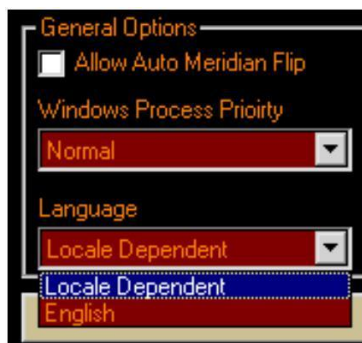 General Options
Allow Auto Meridian Flip
Windows Process Prioirty
Normal
Language
Locale Dependent
Locale Dependent
English